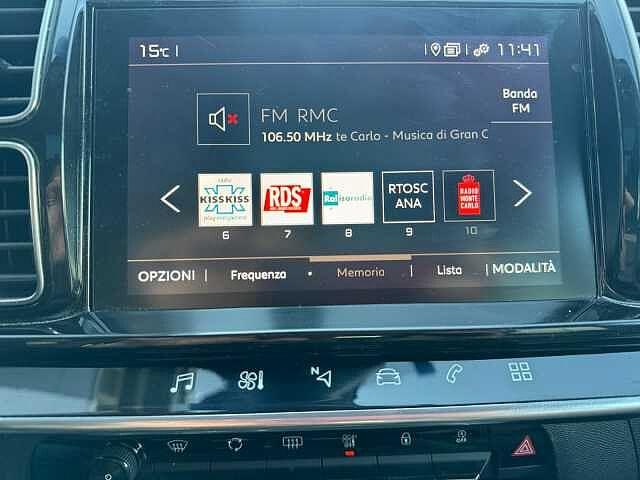 15°C
11:41
Banda
FM
FM RMC
106.50 MHz te Carlo - Musica di Gran C
radio
KISSKISS
RDS
Raiisoradio
RTOSC
ANA
RADIO
MONTE
CARLO
6 7 8 9 10
OPZIONI Frequenza Memoria Lista MODALITÀ
N